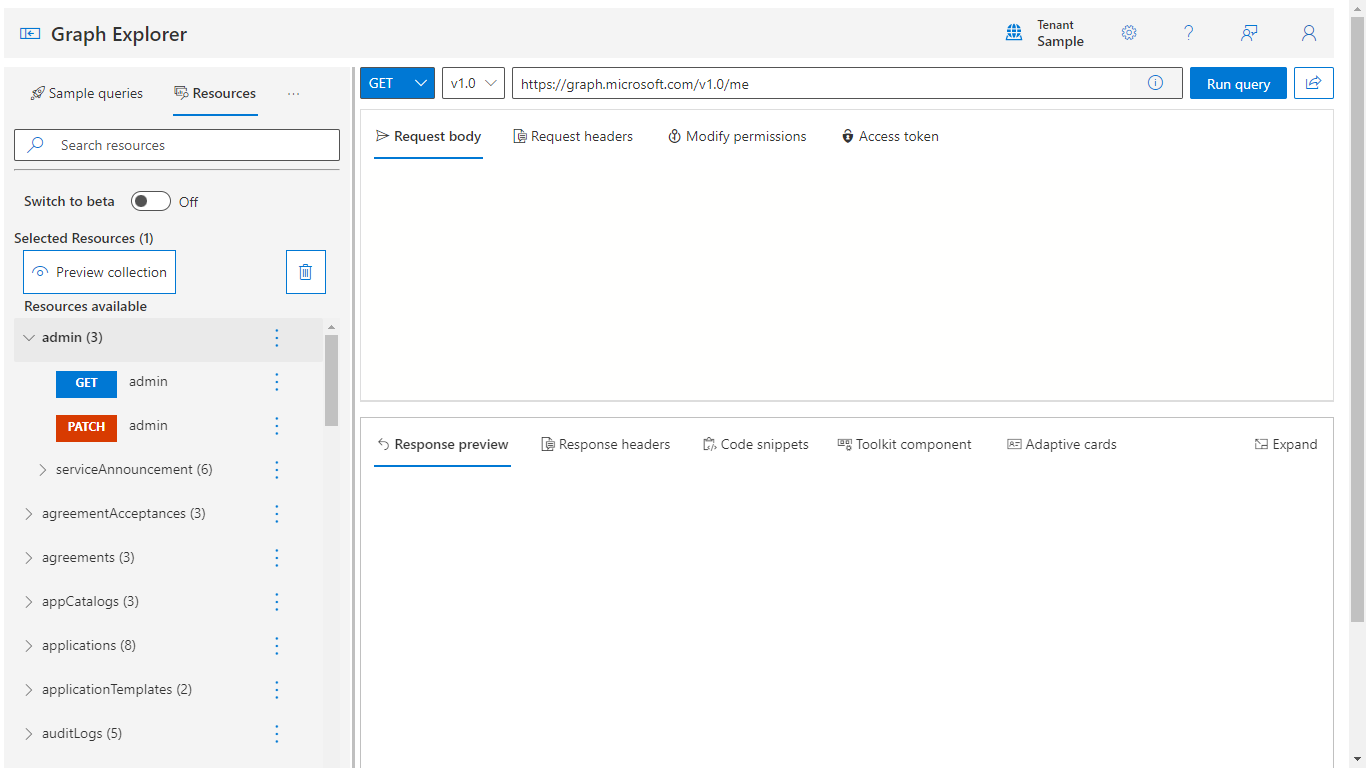 Graph Explorer
Tenant
Sample
?
Sample queries
Resources
...
GET
v1.0
https://graph.microsoft.com/v1.0/me
Run query
Search resources
Request body
Request headers
Modify permissions
Access token
Switch to beta
Off
Selected Resources (1)
Preview collection
Resources available
admin (3)
GET
admin
PATCH
admin
serviceAnnouncement (6)
agreementAcceptances (3)
agreements (3)
appCatalogs (3)
applications (8)
applicationTemplates (2)
auditLogs (5)
Response preview
Response headers
Code snippets
Toolkit component
Adaptive cards
Expand